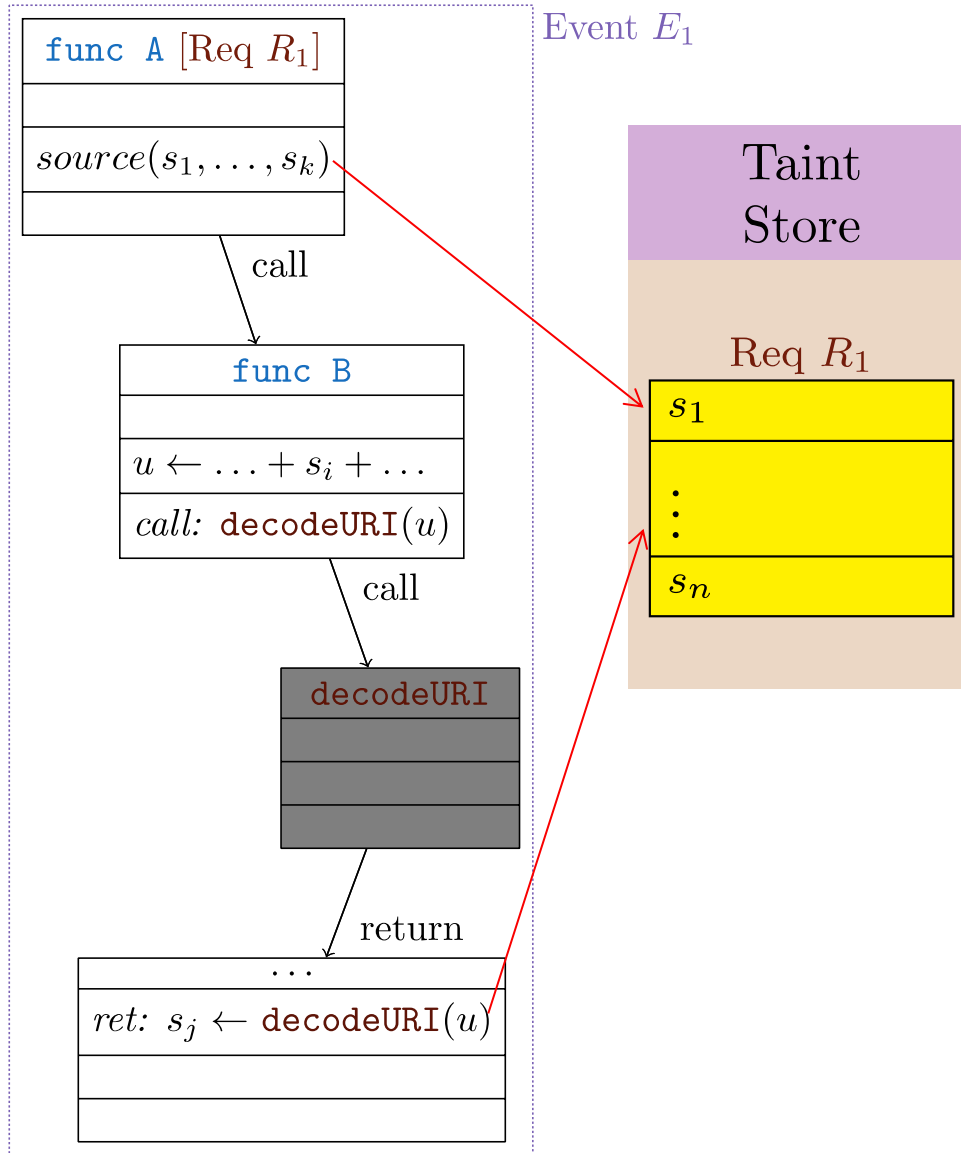 Event E₁
func A [Req R₁]
source(s₁, …, sₖ)
call
func B
u ← … + sᵢ + …
call: decodeURI(u)
call
decodeURI
return
…
ret: sⱼ ← decodeURI(u)
Taint
Store
Req R₁
s₁
⋮
sₙ